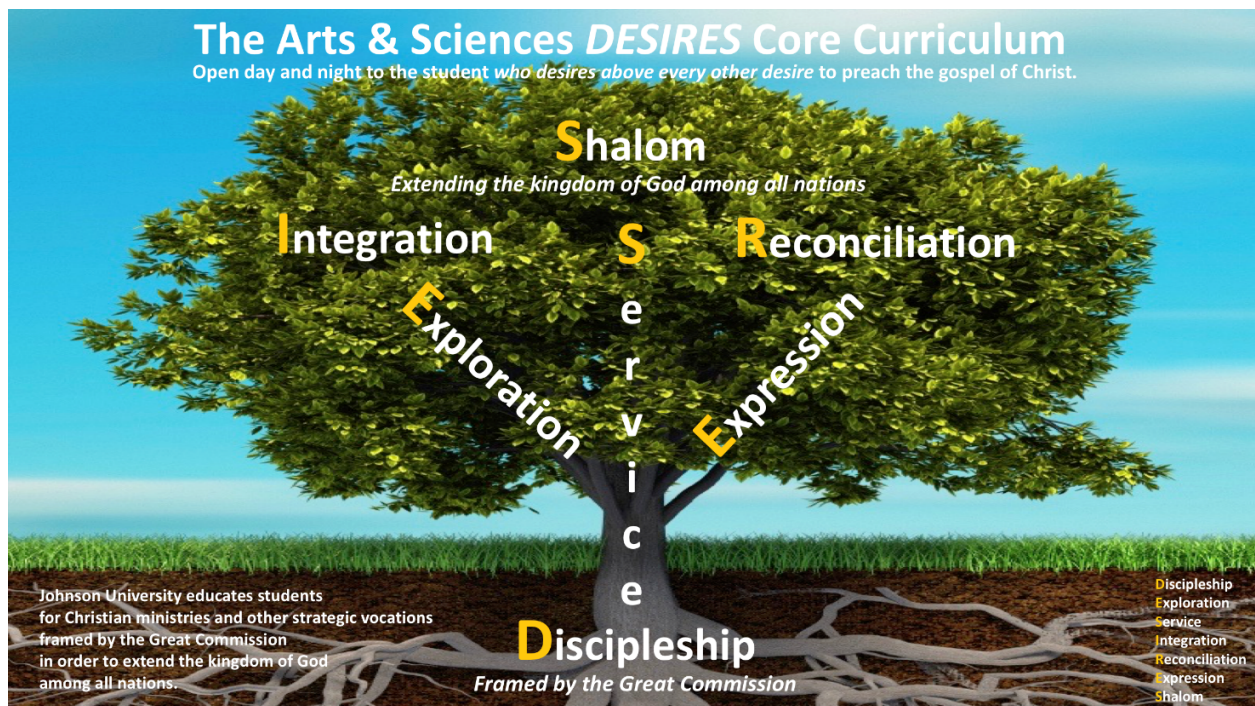 The Arts & Sciences DESIRES Core Curriculum
Open day and night to the student who desires above every other desire to preach the gospel of Christ.
Shalom
Extending the kingdom of God among all nations
Integration
Service
Reconciliation
Exploration
Expression
Discipleship
Framed by the Great Commission
Johnson University educates students
for Christian ministries and other strategic vocations
framed by the Great Commission
in order to extend the kingdom of God
among all nations.
Discipleship
Exploration
Service
Integration
Reconciliation
Expression
Shalom